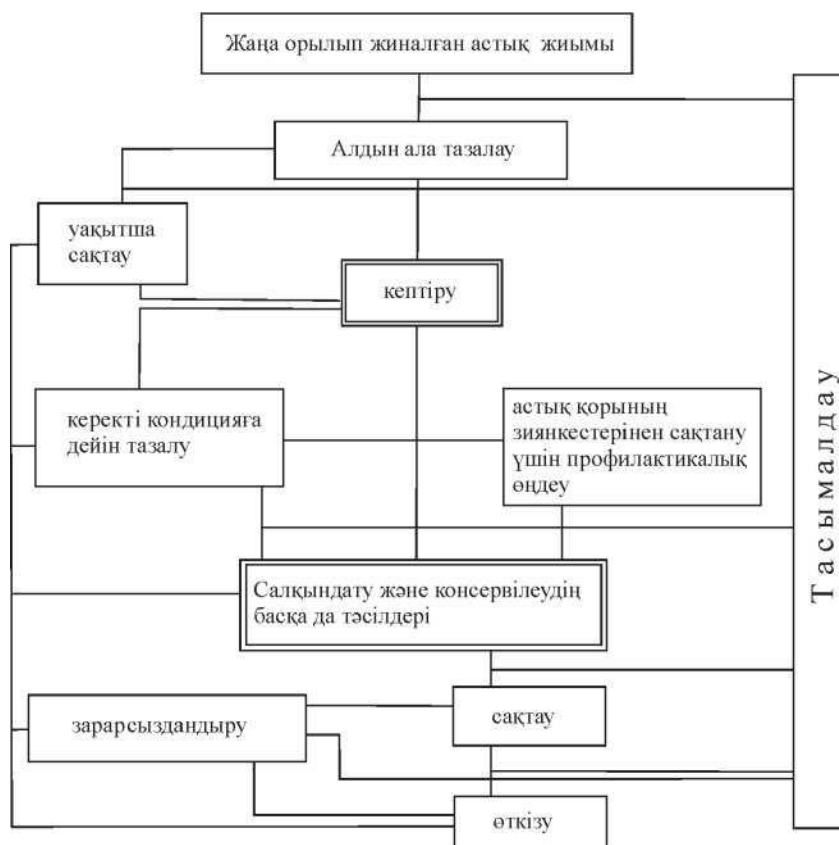 Жаңа орылып жиналған астық жиымы
Алдын ала тазалау
уақытша
сақтау
кептіру
керекті кондицияға
дейін тазалу
астық қорының
зиянкестерінен сақтану
үшін профилактикалық
өңдеу
Салқындату және консервілеудің
басқа да тәсілдері
сақтау
зарарсыздандыру
өткізу
Тасымалдау